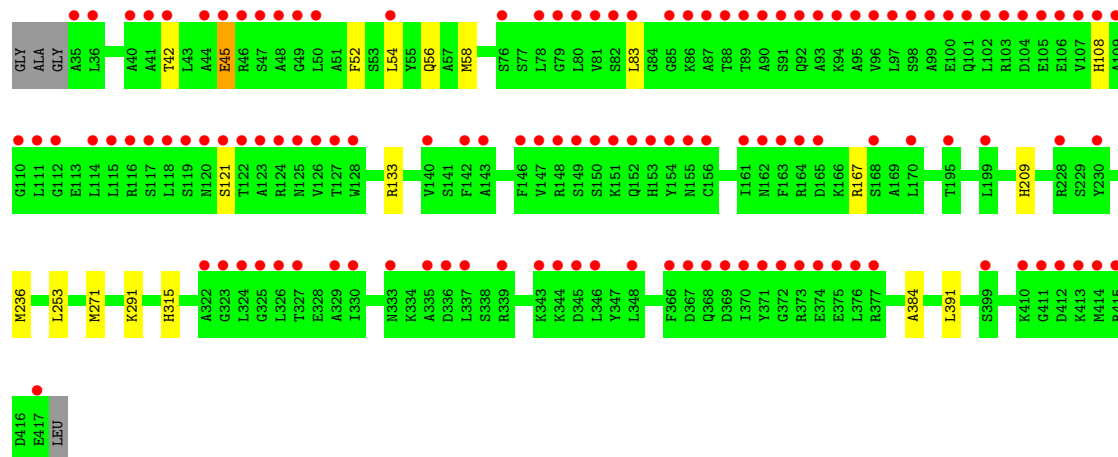 GLY ALA GLY A35 L36 A40 A41 T42 L43 A44 E45 R46 S47 A48 G49 L50 A51 F52 S53 L54 Y55 Q56 A57 M58 S76 S77 L78 G79 L80 V81 S82 L83 G84 G85 K86 A87 T88 T89 A90 S91 Q92 A93 K94 A95 V96 L97 S98 A99 E100 Q101 L102 R103 D104 E105 E106 V107 H108 A109
G110 L111 G112 E113 L114 L115 R116 S117 L118 S119 N120 S121 T122 A123 R124 N125 V126 T127 W128 R133 V140 S141 F142 A143 F146 V147 R148 S149 S150 K151 Q152 H153 Y154 N155 C156 I161 N162 F163 R164 D165 K166 R167 S168 A169 L170 T195 L199 H209 R228 S229 Y230
M236 L253 M271 K291 H315 A322 G323 L324 G325 L326 T327 E328 A329 I330 N333 K334 A335 D336 L337 S338 R339 K343 K344 D345 L346 Y347 L348 F366 D367 Q368 D369 I370 Y371 G372 R373 E374 E375 L376 R377 A384 L391 S399 K410 G411 D412 K413 M414
D416 E417 LEU